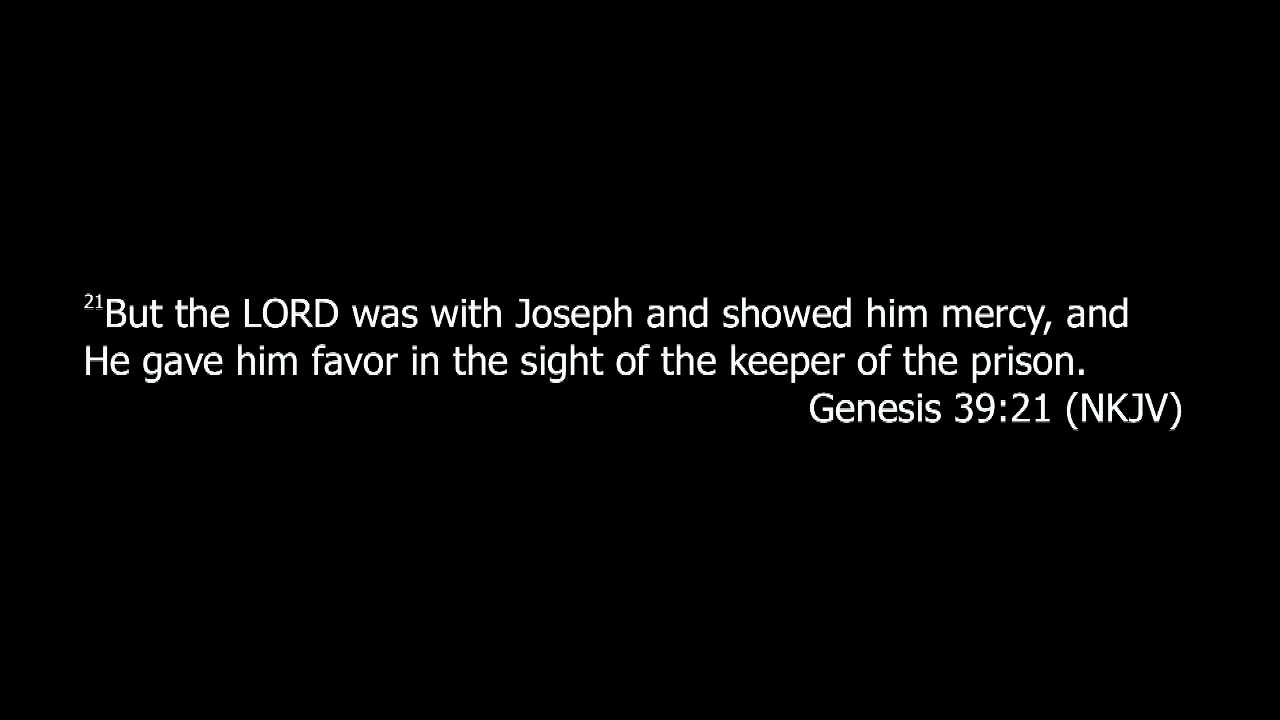 21But the LORD was with Joseph and showed him mercy, and
He gave him favor in the sight of the keeper of the prison.
Genesis 39:21 (NKJV)